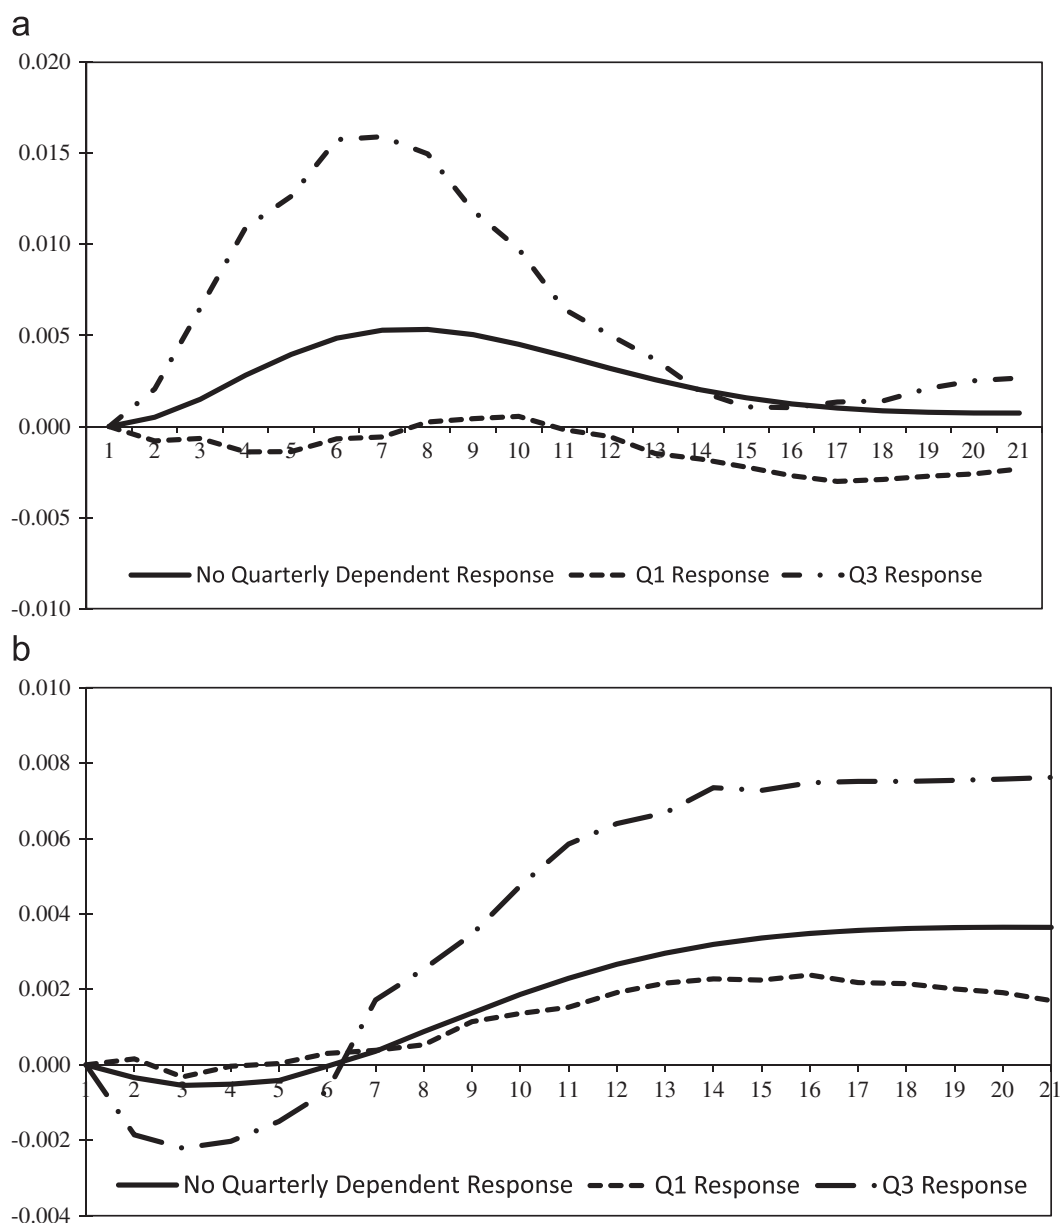 a
0.020
0.015
0.010
0.005
0.000
1 2 3 4 5 6 7 8 9 10 11 12 13 14 15 16 17 18 19 20 21
-0.005
No Quarterly Dependent Response Q1 Response Q3 Response
-0.010
b
0.010
0.008
0.006
0.004
0.002
0.000
1 2 3 4 5 6 7 8 9 10 11 12 13 14 15 16 17 18 19 20 21
-0.002
No Quarterly Dependent Response Q1 Response Q3 Response
-0.004